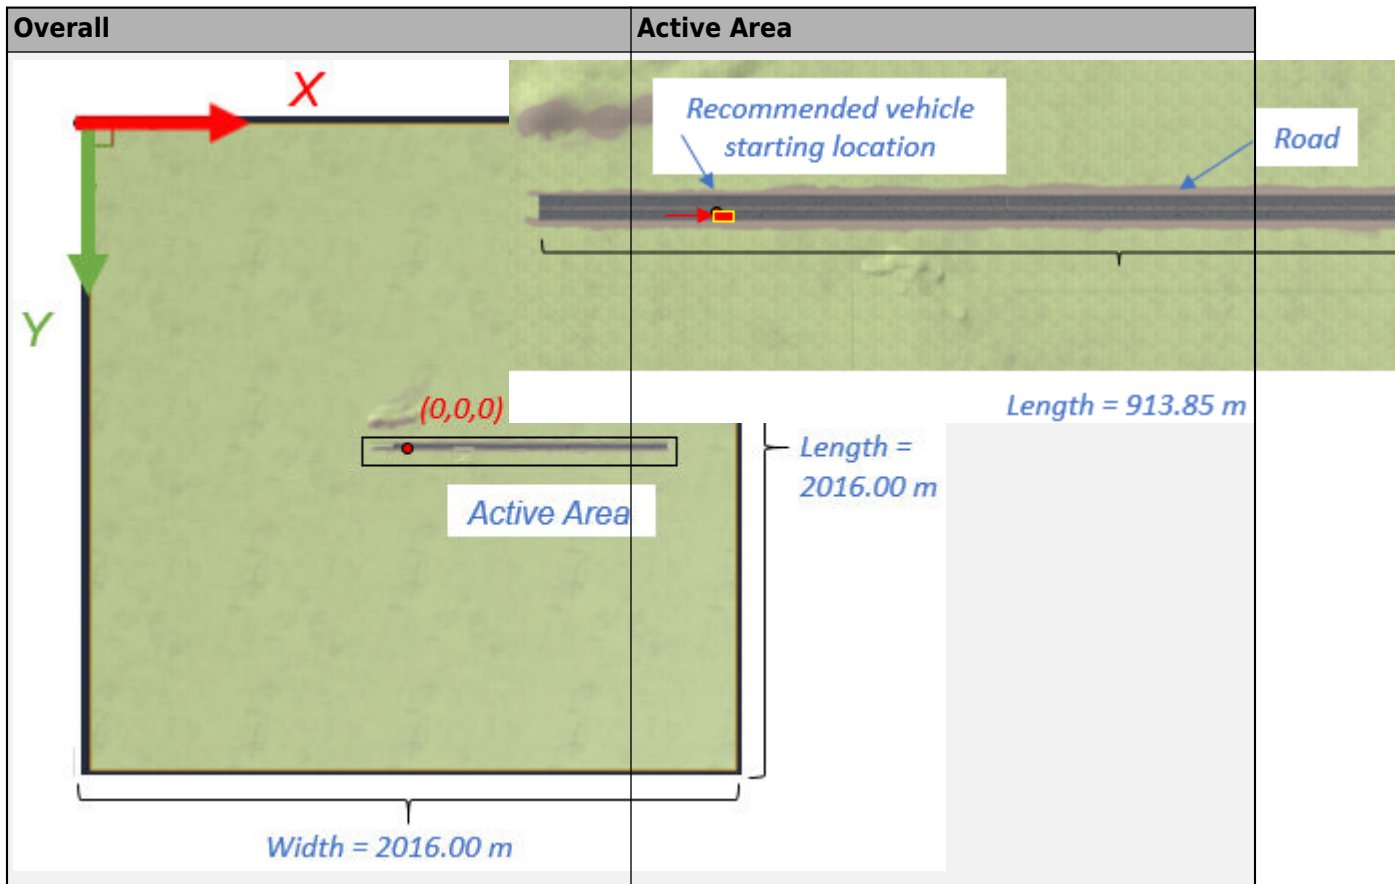 Overall
Active Area
X
Y
(0,0,0)
Active Area
Length =
2016.00 m
Width = 2016.00 m
Recommended vehicle
starting location
Road
Length = 913.85 m